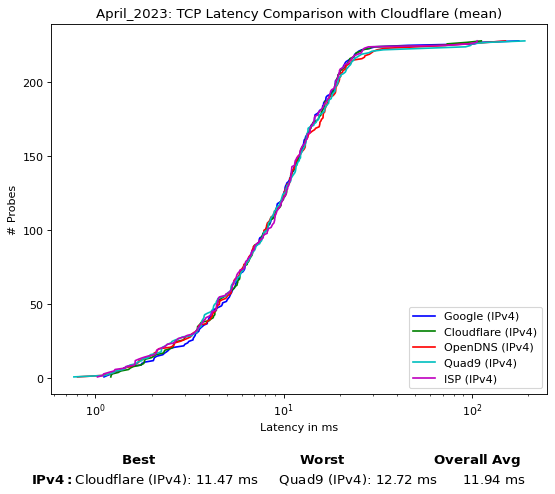 April_2023: TCP Latency Comparison with Cloudflare (mean)
# Probes
200
150
100
50
0
Google (IPv4)
Cloudflare (IPv4)
OpenDNS (IPv4)
Quad9 (IPv4)
ISP (IPv4)
10⁰ 10¹ 10²
Latency in ms
Best Worst Overall Avg
IPv4: Cloudflare (IPv4): 11.47 ms Quad9 (IPv4): 12.72 ms 11.94 ms